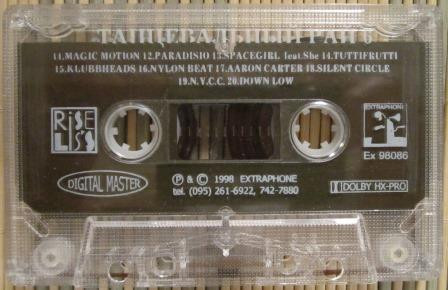 ТАНЦЕВАЛЬНЫЙ РАЙ 6
11.MAGIC MOTION 12.PARADISIO 13.SPACEGIRL feat.She 14.TUTTIFRUTTI
15.KLUBBHEADS 16.NYLON BEAT 17.AARON CARTER 18.SILENT CIRCLE
19.N.Y.C.C. 20.DOWN LOW
RiSE
LIS'S
EXTRAPHONE
Ex 98086
DIGITAL MASTER
℗ & © 1998 EXTRAPHONE
tel. (095) 261-6922, 742-7880
DOLBY HX-PRO